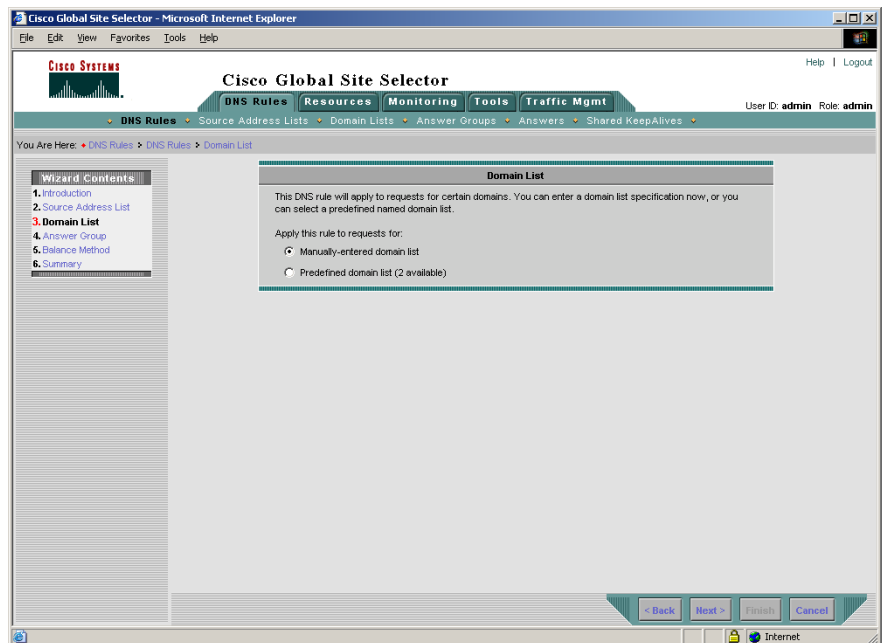 Cisco Global Site Selector - Microsoft Internet Explorer
File Edit View Favorites Tools Help
CISCO SYSTEMS
Help | Logout
Cisco Global Site Selector
DNS Rules Resources Monitoring Tools Traffic Mgmt
User ID: admin Role: admin
DNS Rules Source Address Lists Domain Lists Answer Groups Answers Shared KeepAlives
You Are Here: DNS Rules DNS Rules Domain List
Wizard Contents
1. Introduction
2. Source Address List
3. Domain List
4. Answer Group
5. Balance Method
6. Summary
Domain List
This DNS rule will apply to requests for certain domains. You can enter a domain list specification now, or you
can select a predefined named domain list.
Apply this rule to requests for:
Manually-entered domain list
Predefined domain list (2 available)
< Back Next > Finish Cancel
Internet